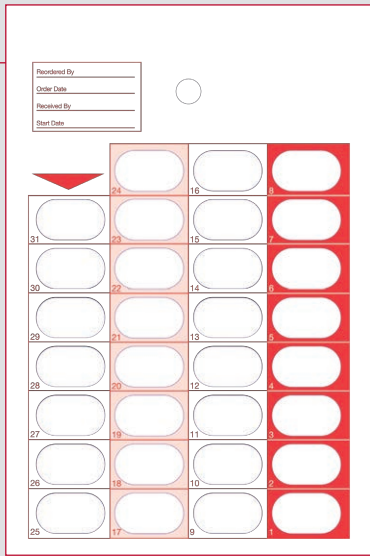 Reordered By
Order Date
Received By
Start Date
24 16 8
31 23 15 7
30 22 14 6
29 21 13 5
28 20 12 4
27 19 11 3
26 18 10 2
25 17 9 1